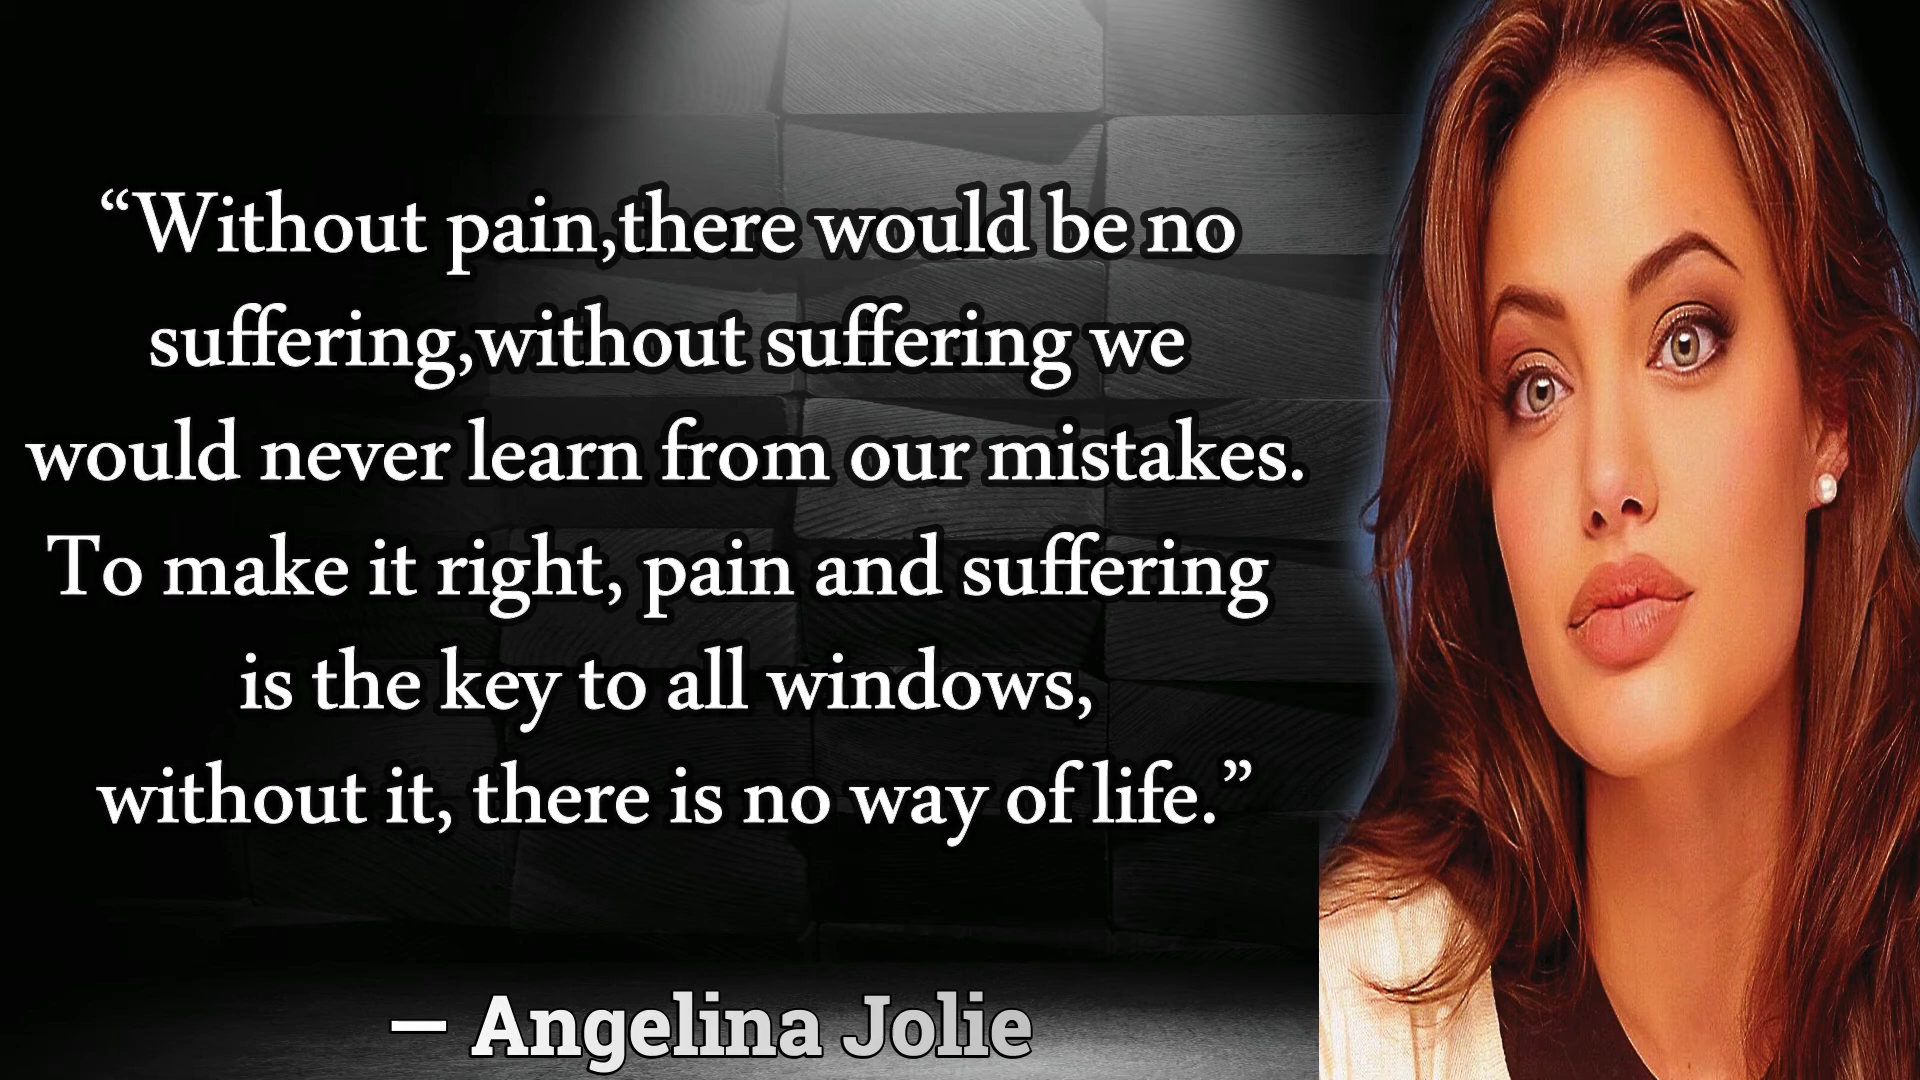 “Without pain,there would be no
suffering,without suffering we
would never learn from our mistakes.
To make it right, pain and suffering
is the key to all windows,
without it, there is no way of life.”
— Angelina Jolie